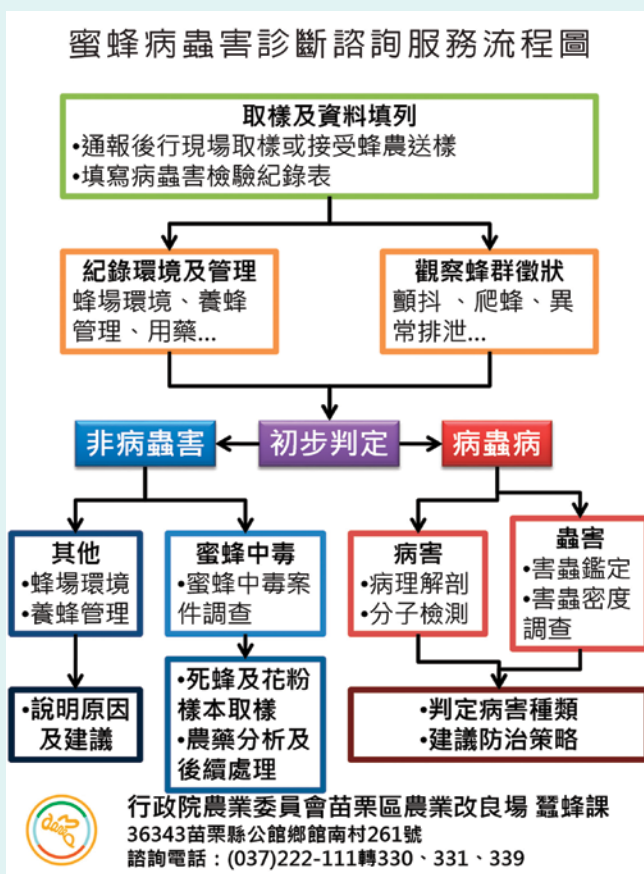 蜜蜂病蟲害診斷諮詢服務流程圖
取樣及資料填列
•通報後行現場取樣或接受蜂農送樣
•填寫病蟲害檢驗紀錄表
紀錄環境及管理
蜂場環境、養蜂
管理、用藥...
觀察蜂群徵狀
顫抖、爬蜂、異
常排泄...
非病蟲害
初步判定
病蟲病
其他
•蜂場環境
•養蜂管理
蜜蜂中毒
•蜜蜂中毒案
件調查
病害
•病理解剖
•分子檢測
蟲害
•害蟲鑑定
•害蟲密度
調查
•說明原因
及建議
•死蜂及花粉
樣本取樣
•農藥分析及
後續處理
•判定病害種類
•建議防治策略
行政院農業委員會苗栗區農業改良場 蠶蜂課
36343苗栗縣公館鄉館南村261號
諮詢電話：(037)222-111轉330、331、339